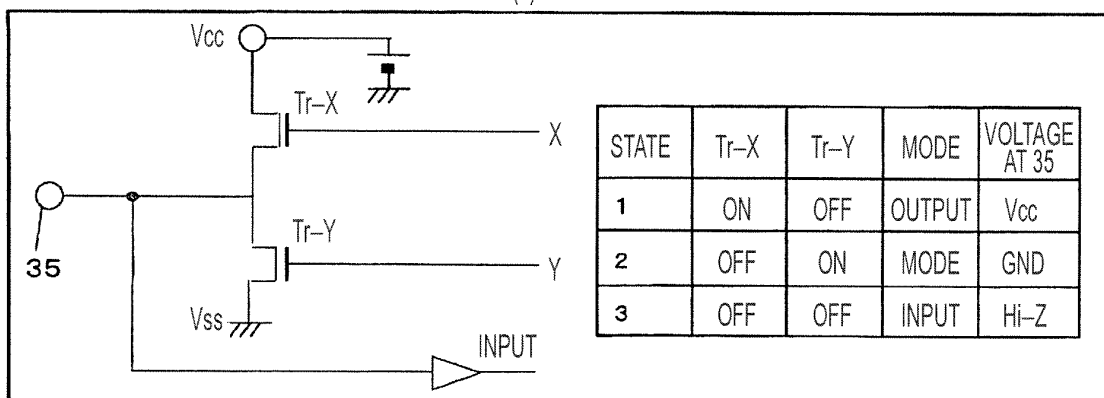 Vcc
Tr–X
X
35
Tr–Y
Y
Vss
INPUT
STATE Tr–X Tr–Y MODE VOLTAGE AT 35
1 ON OFF OUTPUT Vcc
2 OFF ON MODE GND
3 OFF OFF INPUT Hi–Z